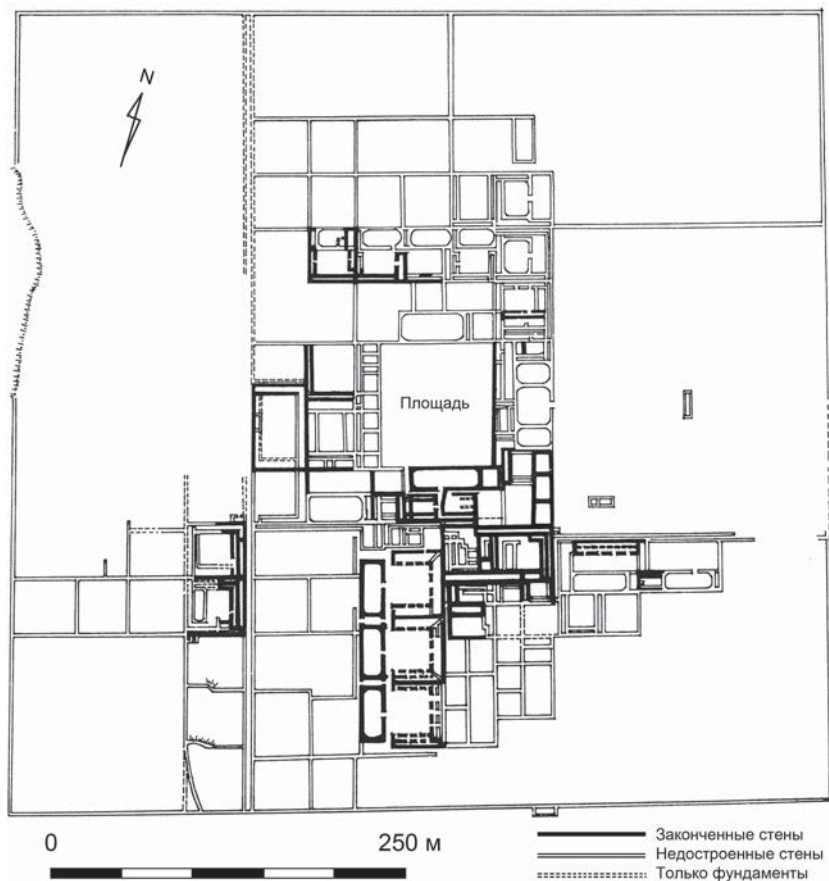 N
Площадь
0
250 м
Законченные стены
Недостроенные стены
Только фундаменты